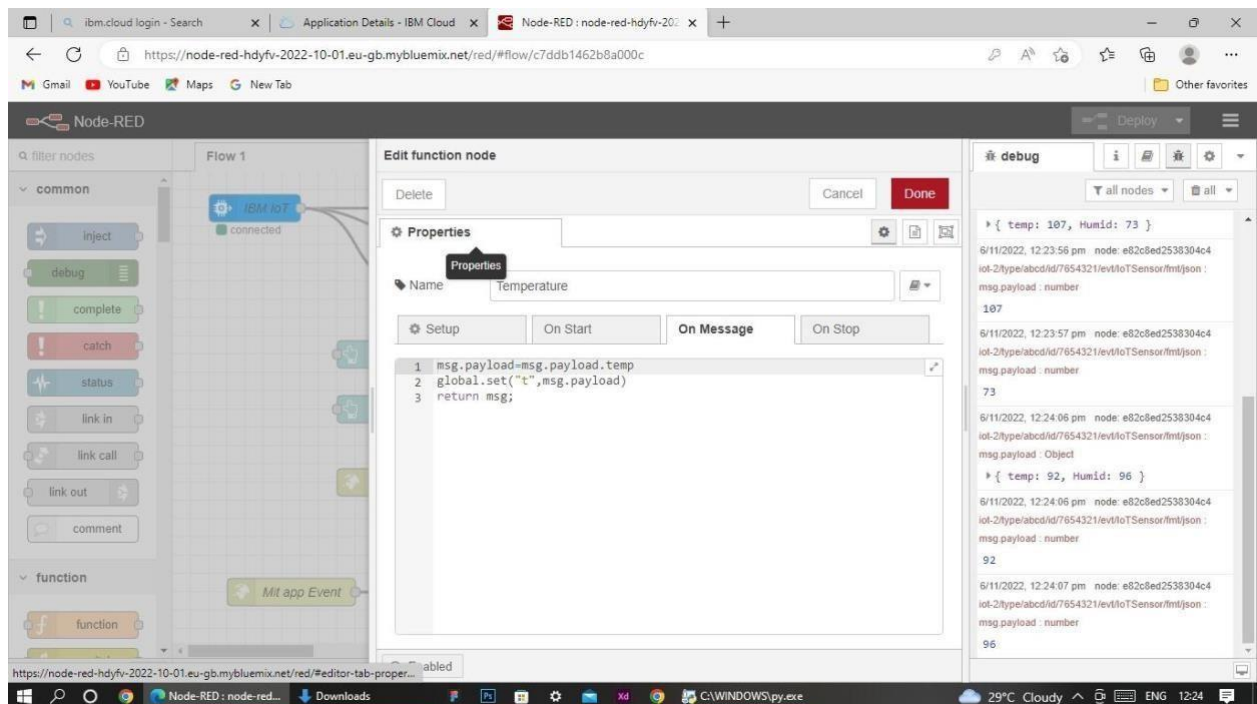 ibm.cloud login - Search
Application Details - IBM Cloud
Node-RED : node-red-hdyfv-202
https://node-red-hdyfv-2022-10-01.eu-gb.mybluemix.net/red/#flow/c7ddb1462b8a000c
Gmail YouTube Maps New Tab Other favorites
Node-RED Deploy
filter nodes
Flow 1
common
inject
debug
complete
catch
status
link in
link call
link out
comment
function
function
IBM IoT
connected
Mit app Event
Edit function node
Delete Cancel Done
Properties
Properties
Name Temperature
Setup On Start On Message On Stop
1 msg.payload=msg.payload.temp
2 global.set("t",msg.payload)
3 return msg;
debug
all nodes all
{ temp: 107, Humid: 73 }
6/11/2022, 12:23:56 pm node: e82c8ed2538304c4
iot-2/type/abcd/id/7654321/evt/IoTSensor/fmt/json :
msg.payload : number
107
6/11/2022, 12:23:57 pm node: e82c8ed2538304c4
iot-2/type/abcd/id/7654321/evt/IoTSensor/fmt/json :
msg.payload : number
73
6/11/2022, 12:24:06 pm node: e82c8ed2538304c4
iot-2/type/abcd/id/7654321/evt/IoTSensor/fmt/json :
msg.payload : Object
{ temp: 92, Humid: 96 }
6/11/2022, 12:24:06 pm node: e82c8ed2538304c4
iot-2/type/abcd/id/7654321/evt/IoTSensor/fmt/json :
msg.payload : number
92
6/11/2022, 12:24:07 pm node: e82c8ed2538304c4
iot-2/type/abcd/id/7654321/evt/IoTSensor/fmt/json :
msg.payload : number
96
https://node-red-hdyfv-2022-10-01.eu-gb.mybluemix.net/red/#editor-tab-proper...
Node-RED : node-red... Downloads Ps Xd C:\WINDOWS\py.exe 29°C Cloudy ENG 12:24